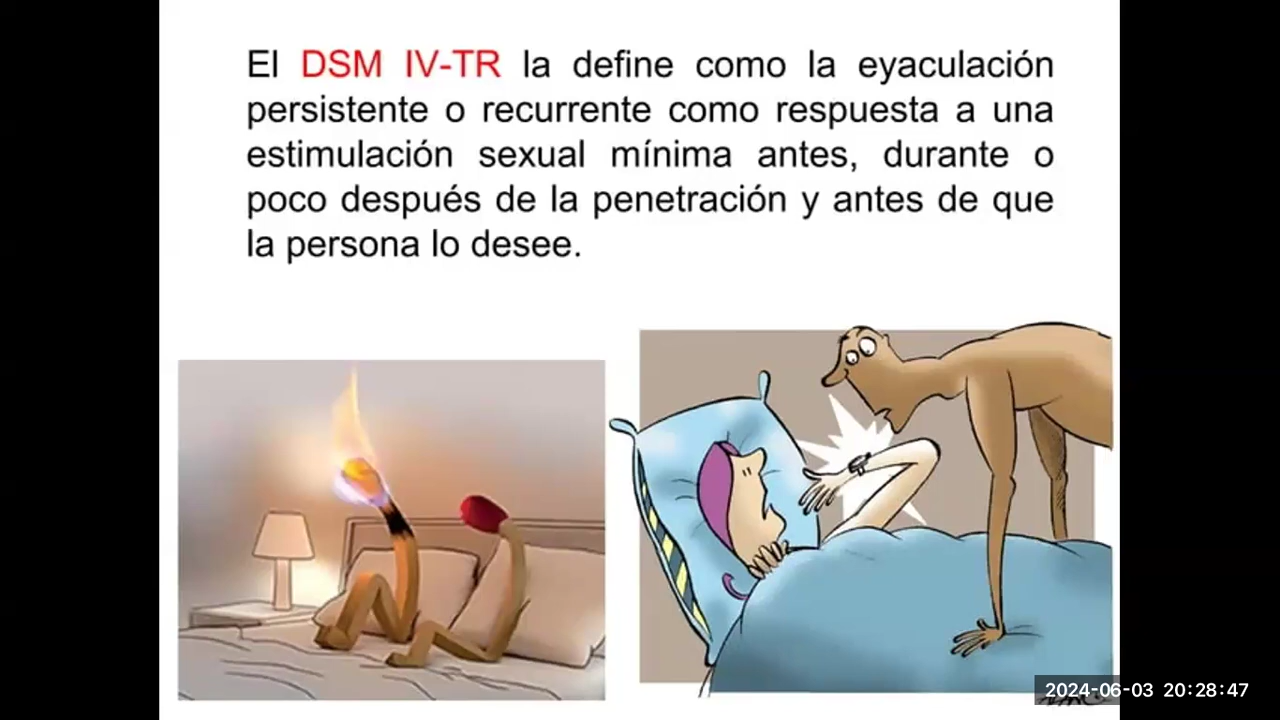 El DSM IV-TR la define como la eyaculación
persistente o recurrente como respuesta a una
estimulación sexual mínima antes, durante o
poco después de la penetración y antes de que
la persona lo desee.
2024-06-03 20:28:47